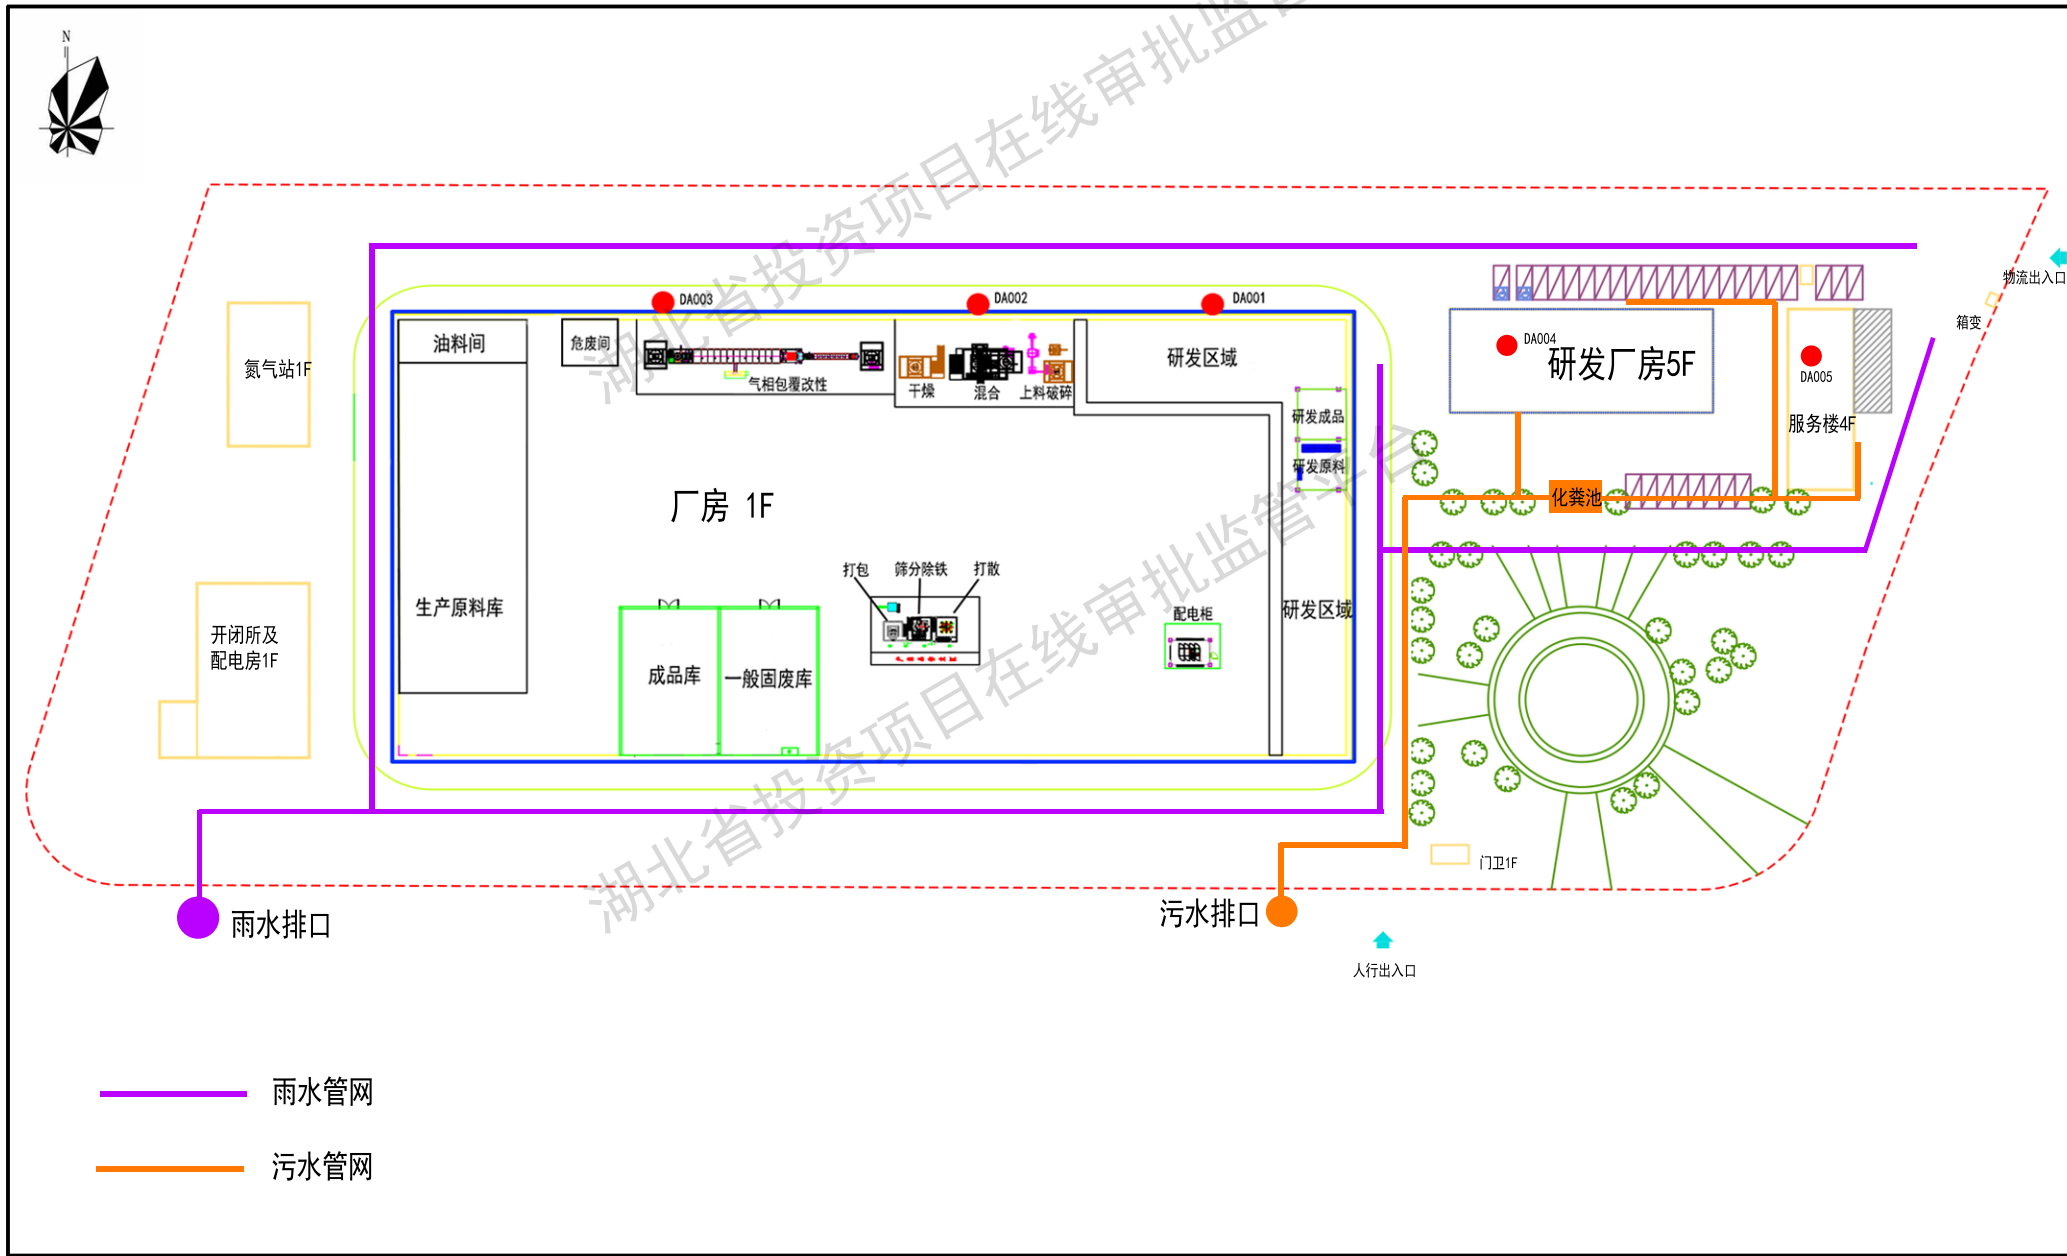 N
湖北省投资项目在线审批监管
物流出入口
箱变
DA003
DA002
DA001
油料间
危废间
气相包覆改性
干燥
混合
上料破碎
研发区域
DA004
研发厂房5F
DA005
服务楼4F
氮气站1F
研发成品
研发原料
化粪池
厂房 1F
打包
筛分除铁
打散
生产原料库
配电柜
研发区域
开闭所及
配电房1F
成品库
一般固废库
湖北省投资项目在线审批监管平台
门卫1F
雨水排口
污水排口
人行出入口
雨水管网
污水管网